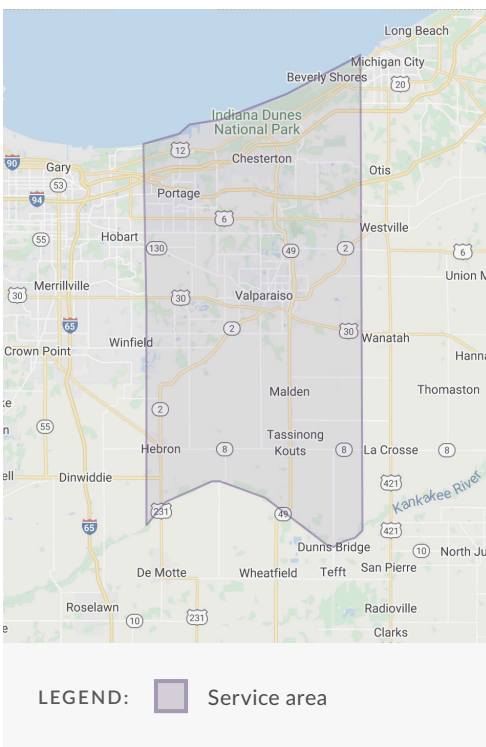 Long Beach
Michigan City
Beverly Shores
20
Indiana Dunes
National Park
12
90
Chesterton
Gary
Otis
53
Portage
94
6
Westville
Hobart
55
130
49
2
6
Union M
Merrillville
30
30
Valparaiso
65
2
30
Wanatah
Winfield
Crown Point
Hanna
Malden
Thomaston
ke
2
n
55
Tassinong
Hebron
8
Kouts
8
La Crosse
8
ell
Dinwiddie
421
Kankakee River
231
49
65
421
Dunns Bridge
10
North Ju
De Motte
Wheatfield
Tefft
San Pierre
Roselawn
10
231
Radioville
e
Clarks
LEGEND:
Service area